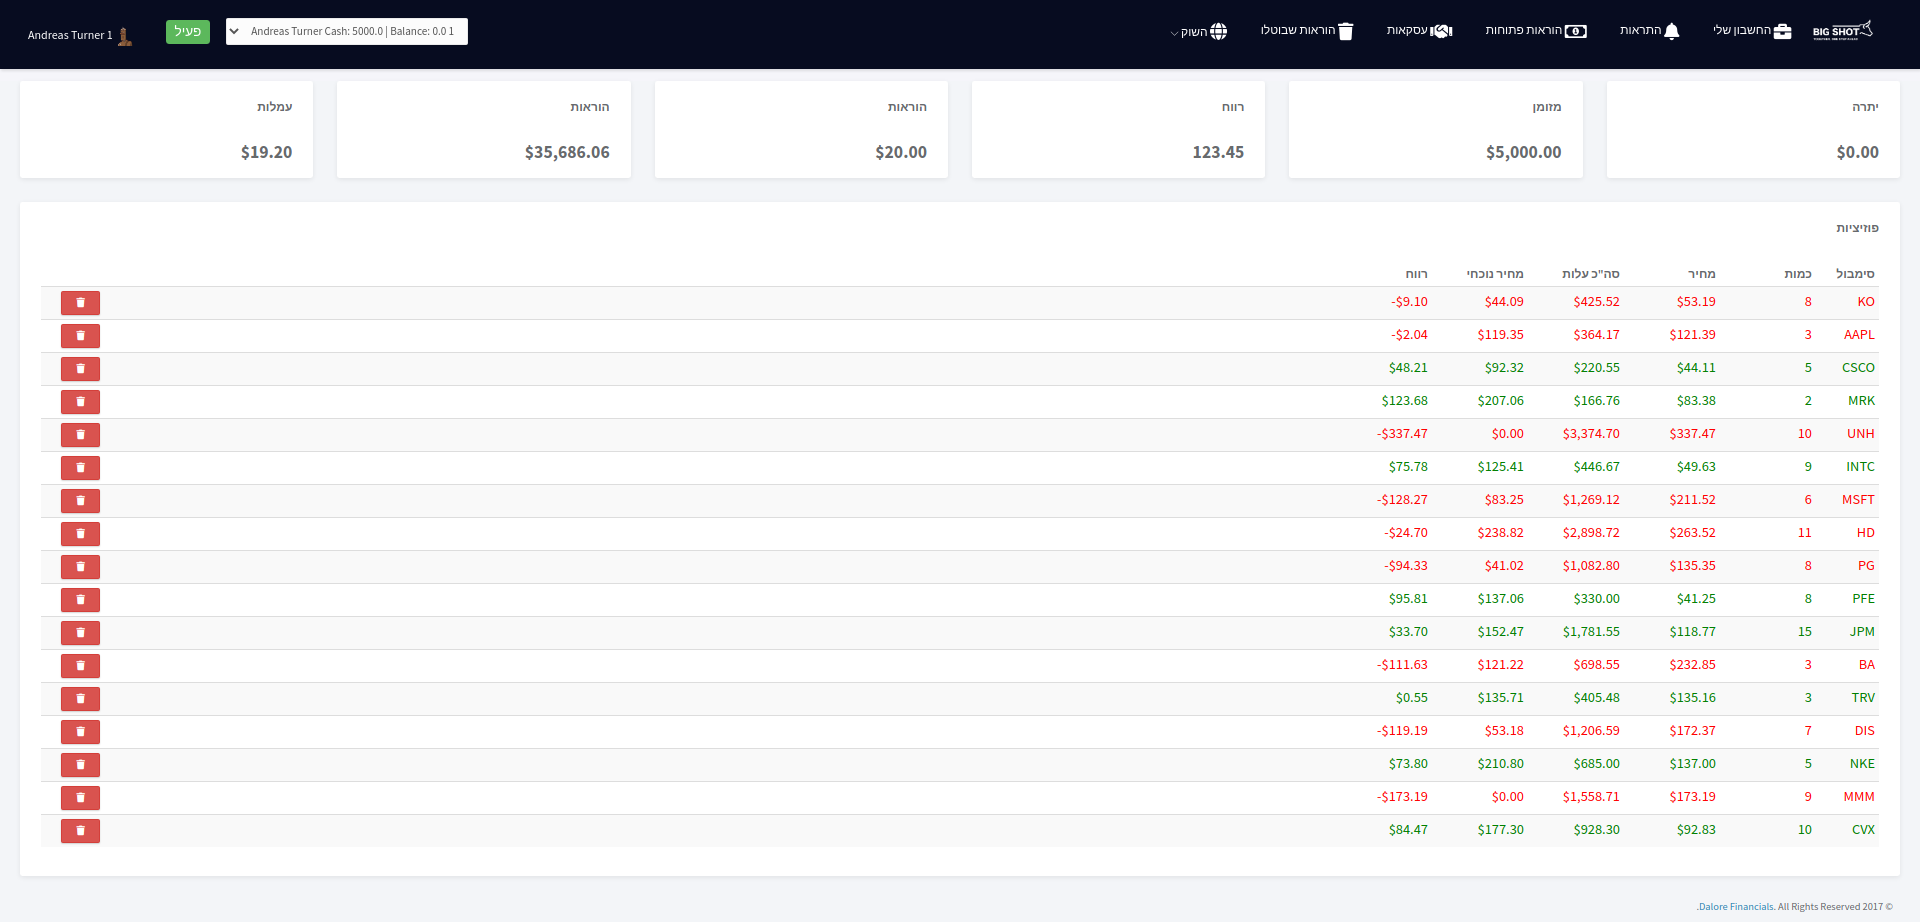 BIG SHOT
החשבון שלי
התראות
הוראות פתוחות
עסקאות
הוראות שבוטלו
השוק
Andreas Turner Cash: 5000.0 | Balance: 0.0 1
פעיל
Andreas Turner 1
יתרה
$0.00
מזומן
$5,000.00
רווח
123.45
הוראות
$20.00
הוראות
$35,686.06
עמלות
$19.20
פוזיציות
סימבול כמות מחיר סה"כ עלות מחיר נוכחי רווח
KO 8 $53.19 $425.52 $44.09 -$9.10
AAPL 3 $121.39 $364.17 $119.35 -$2.04
CSCO 5 $44.11 $220.55 $92.32 $48.21
MRK 2 $83.38 $166.76 $207.06 $123.68
UNH 10 $337.47 $3,374.70 $0.00 -$337.47
INTC 9 $49.63 $446.67 $125.41 $75.78
MSFT 6 $211.52 $1,269.12 $83.25 -$128.27
HD 11 $263.52 $2,898.72 $238.82 -$24.70
PG 8 $135.35 $1,082.80 $41.02 -$94.33
PFE 8 $41.25 $330.00 $137.06 $95.81
JPM 15 $118.77 $1,781.55 $152.47 $33.70
BA 3 $232.85 $698.55 $121.22 -$111.63
TRV 3 $135.16 $405.48 $135.71 $0.55
DIS 7 $172.37 $1,206.59 $53.18 -$119.19
NKE 5 $137.00 $685.00 $210.80 $73.80
MMM 9 $173.19 $1,558.71 $0.00 -$173.19
CVX 10 $92.83 $928.30 $177.30 $84.47
.Dalore Financials. All Rights Reserved 2017 ©